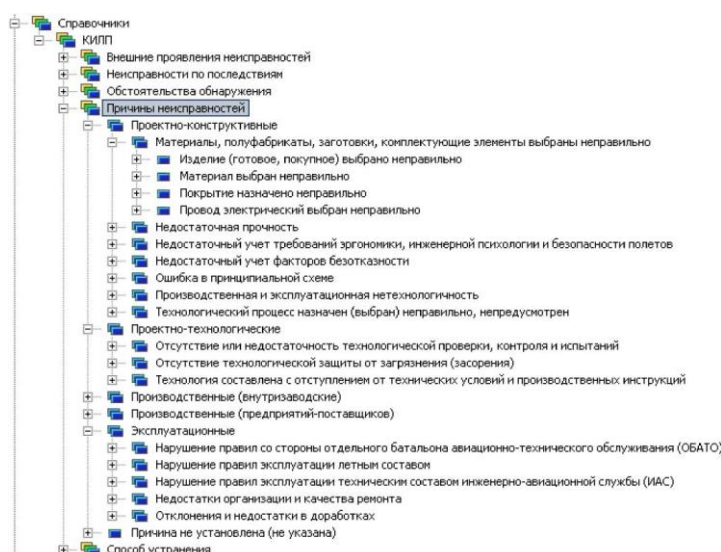 Справочники
КИЛП
Внешние проявления неисправностей
Неисправности по последствиям
Обстоятельства обнаружения
Причины неисправностей
Проектно-конструктивные
Материалы, полуфабрикаты, заготовки, комплектующие элементы выбраны неправильно
Изделие (готовое, покупное) выбрано неправильно
Материал выбран неправильно
Покрытие назначено неправильно
Провод электрический выбран неправильно
Недостаточная прочность
Недостаточный учет требований эргономики, инженерной психологии и безопасности полетов
Недостаточный учет факторов безотказности
Ошибка в принципиальной схеме
Производственная и эксплуатационная нетехнологичность
Технологический процесс назначен (выбран) неправильно, непредусмотрен
Проектно-технологические
Отсутствие или недостаточность технологической проверки, контроля и испытаний
Отсутствие технологической защиты от загрязнения (засорения)
Технология составлена с отступлением от технических условий и производственных инструкций
Производственные (внутризаводские)
Производственные (предприятий-поставщиков)
Эксплуатационные
Нарушение правил со стороны отдельного батальона авиационно-технического обслуживания (ОБАТО)
Нарушение правил эксплуатации летным составом
Нарушение правил эксплуатации техническим составом инженерно-авиационной службы (ИАС)
Недостатки организации и качества ремонта
Отклонения и недостатки в доработках
Причина не установлена (не указана)
Способ устранения